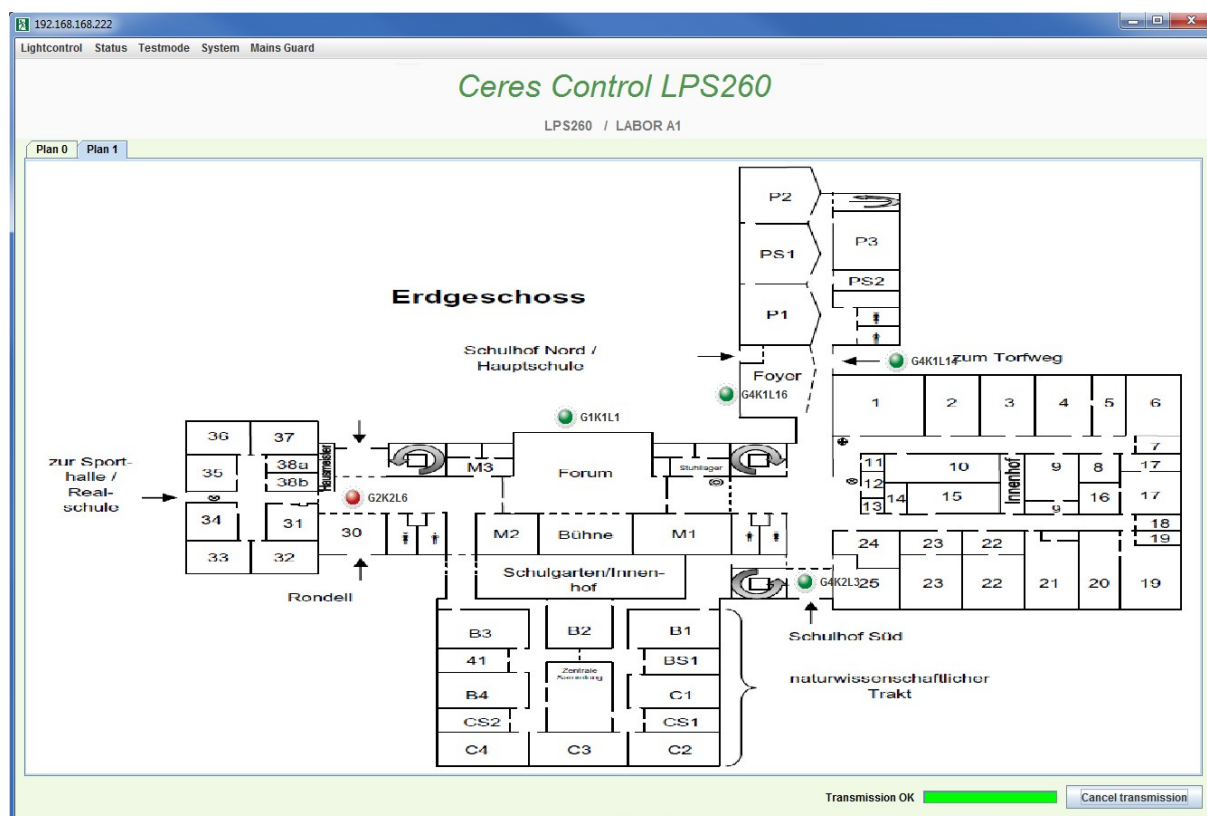 192.168.168.222
Lightcontrol Status Testmode System Mains Guard
Ceres Control LPS260
LPS260 / LABOR A1
Plan 0 Plan 1
P2
P3
PS1
PS2
Erdgeschoss
P1
Schulhof Nord /
Hauptschule
G4K1L14
zum Torfweg
Foyer
G4K1L16
G1K1L1
1 2 3 4 5 6
36 37
7
zur Sport-
halle /
Real-
schule
35
38a
38b
Hausmeister
M3
Forum
Stuhllager
11
10
Innenhof
9
8
17
12
14
15
16
17
13
9
G2K2L6
34
31
30
33 32
M2 Bühne M1
18
19
24 23 22
Schulgarten/Innen-
hof
G4K2L3
25 23 22 21 20 19
Rondell
Schulhof Süd
B3 B2 B1
41
Zentrale
BS1
B4
C1
naturwissenschaftlicher
Trakt
CS2
CS1
C4 C3 C2
Transmission OK
Cancel transmission